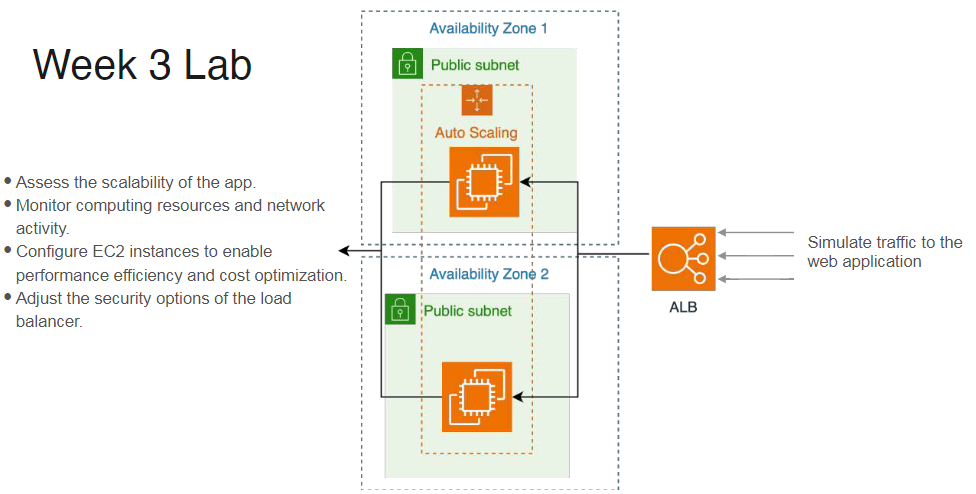 Week 3 Lab
• Assess the scalability of the app.
• Monitor computing resources and network
activity.
• Configure EC2 instances to enable
performance efficiency and cost optimization.
• Adjust the security options of the load
balancer.
Availability Zone 1
Public subnet
Auto Scaling
Availability Zone 2
Public subnet
ALB
Simulate traffic to the
web application